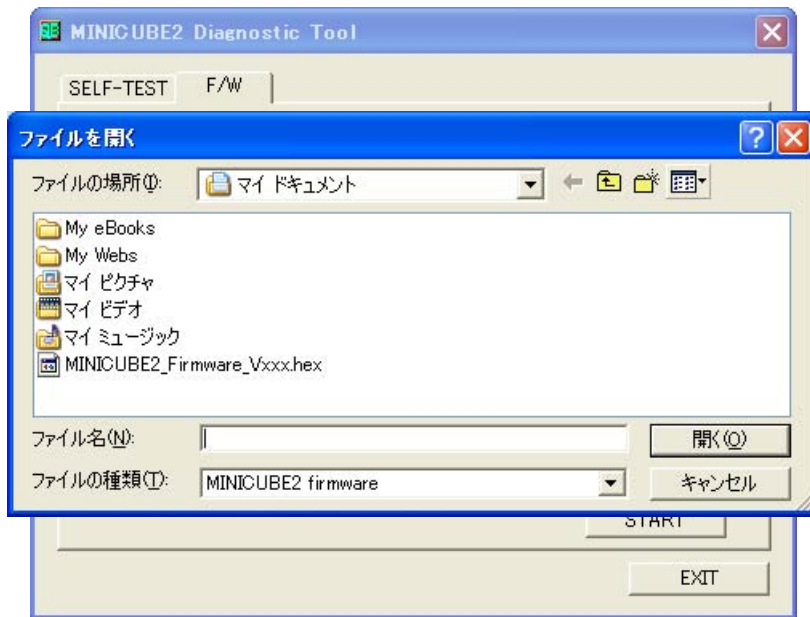 MINICUBE2 Diagnostic Tool
SELF-TEST F/W
ファイルを開く
ファイルの場所(I): マイ ドキュメント
My eBooks
My Webs
マイ ピクチャ
マイ ビデオ
マイ ミュージック
MINICUBE2_Firmware_Vxxx.hex
ファイル名(N): 開く(O)
ファイルの種類(T): MINICUBE2 firmware キャンセル
START
EXIT